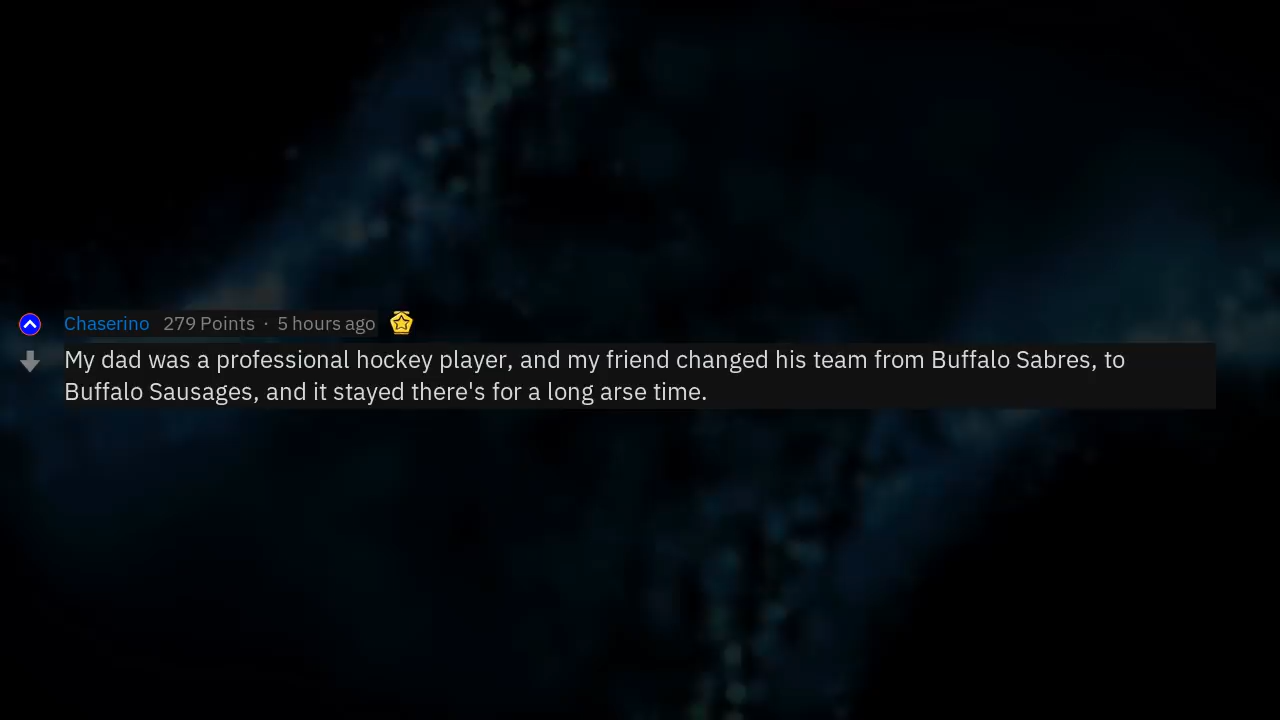 Chaserino 279 Points · 5 hours ago
My dad was a professional hockey player, and my friend changed his team from Buffalo Sabres, to
Buffalo Sausages, and it stayed there's for a long arse time.